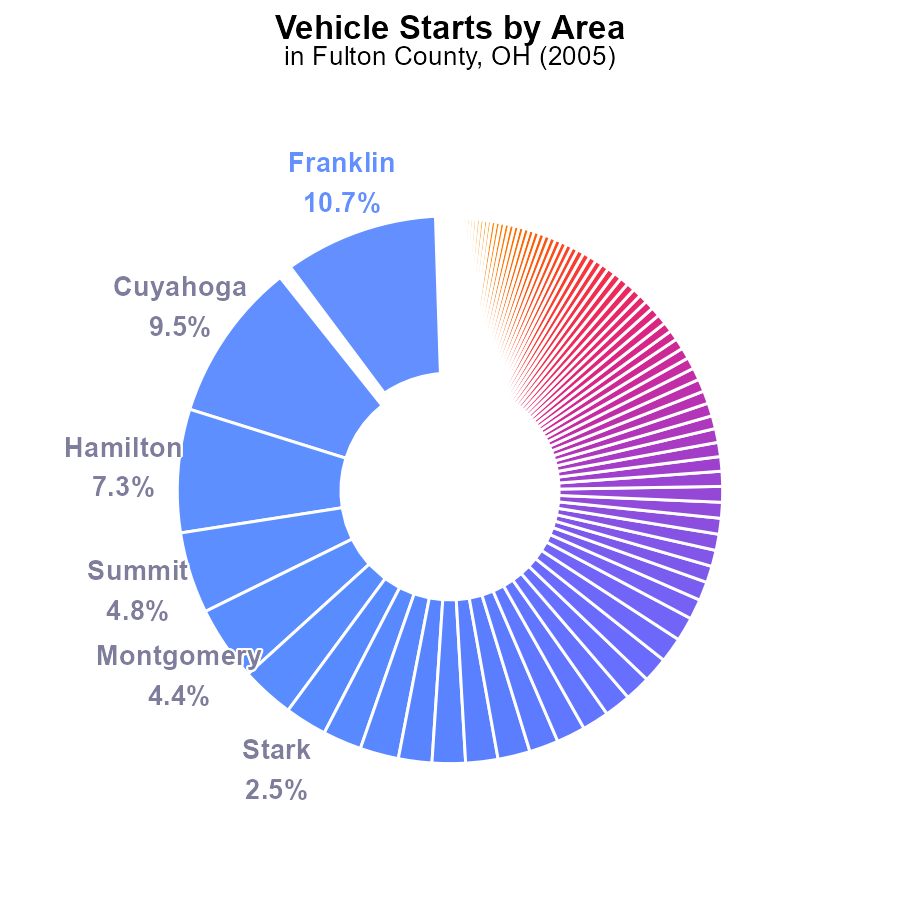 Vehicle Starts by Area
in Fulton County, OH (2005)
Franklin
10.7%
Cuyahoga
9.5%
Hamilton
7.3%
Summit
4.8%
Montgomery
4.4%
Stark
2.5%